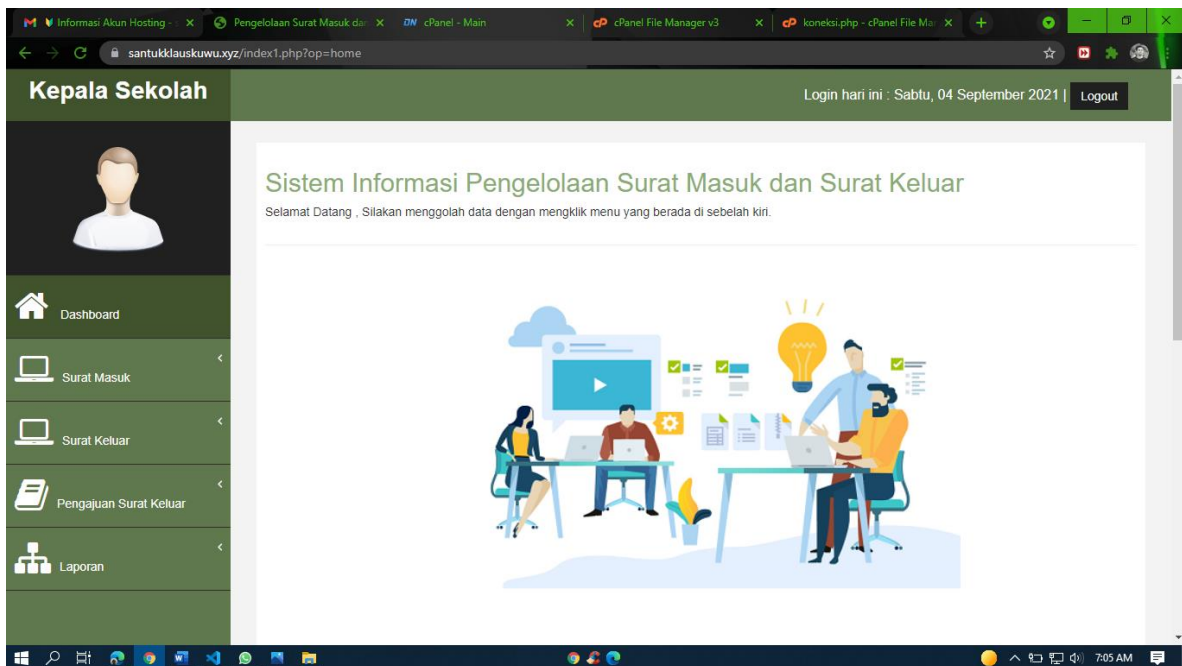 Informasi Akun Hosting -
Pengelolaan Surat Masuk dan
cPanel - Main
cPanel File Manager v3
koneksi.php - cPanel File Ma
santukklauskuwu.xyz/index1.php?op=home
Kepala Sekolah
Login hari ini : Sabtu, 04 September 2021 | Logout
Sistem Informasi Pengelolaan Surat Masuk dan Surat Keluar
Selamat Datang , Silakan menggolah data dengan mengklik menu yang berada di sebelah kiri.
Dashboard
Surat Masuk
Surat Keluar
Pengajuan Surat Keluar
Laporan
7:05 AM